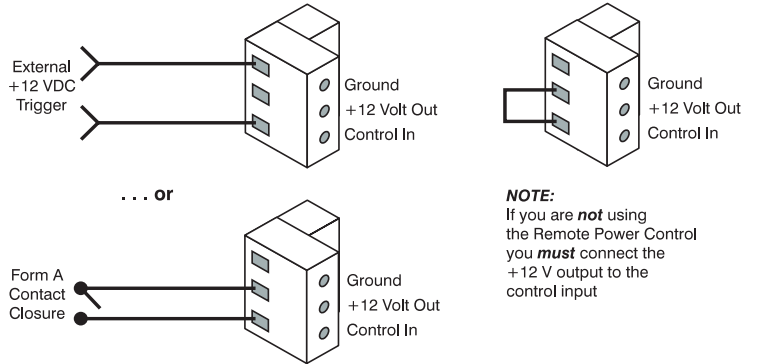 External
+12 VDC
Trigger
Ground
+12 Volt Out
Control In
Ground
+12 Volt Out
Control In
. . . or
Form A
Contact
Closure
Ground
+12 Volt Out
Control In
NOTE:
If you are not using
the Remote Power Control
you must connect the
+12 V output to the
control input